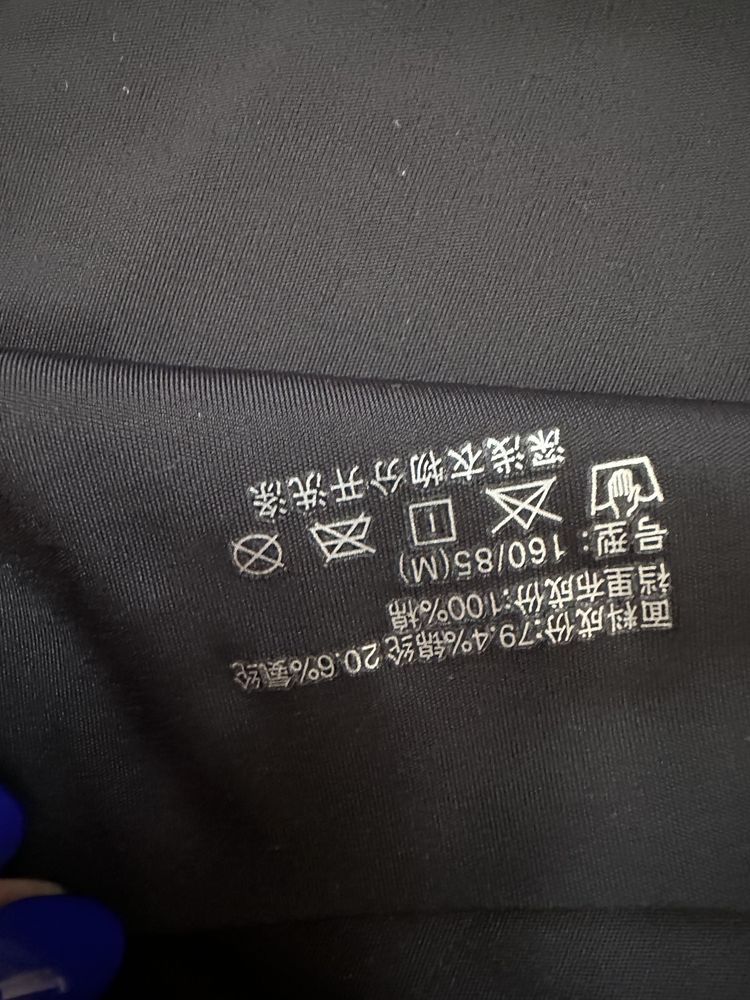 面料成份:79.4%锦纶 20.6%氨纶
裆里布成份:100%棉
号型: 160/85(M)
深浅衣物分开洗涤